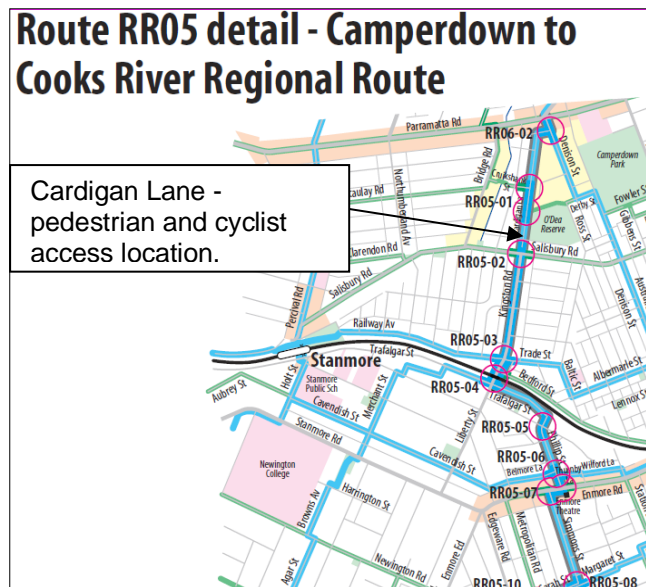 Route RR05 detail - Camperdown to
Cooks River Regional Route
Parramatta Rd
RR06-02
Bridge Rd
Denison St
Camperdown
Park
Cardigan Lane -
pedestrian and cyclist
access location.
Northumberland Av
RR05-01
Derby St
Fowler S
O'Dea
Reserve
Ross St
Gibbens St
Salisbury Rd
RR05-02
Salisbury Rd
Percival Rd
Kingston Rd
Denison St
Railway Av
RR05-03
Trade St
Stanmore
Trafalgar St
Bedford St
Baltic St
Albermarle St
Holt St
Stanmore
Public Sch
Merchant St
RR05-04
Trafalgar St
Lennox S
Aubrey St
Cavendish St
Liberty St
RR05-05
Stanmore Rd
Phillip St
RR05-06
Cavendish St
Belmore La
Wilford La
Newington
College
RR05-07
Enmore Rd
Enmore
Theatre
Harrington St
Browns Av
Edgeware Rd
Metropolitan Rd
Simmons St
Enmore Rd
Newington Rd
Margaret St
Agar St
RR05-10
RR05-08